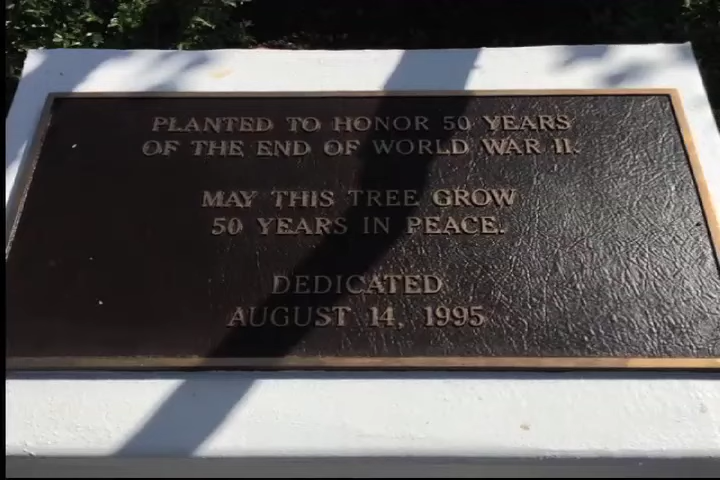 PLANTED TO HONOR 50 YEARS
OF THE END OF WORLD WAR II.
MAY THIS TREE GROW
50 YEARS IN PEACE.
DEDICATED
AUGUST 14, 1995